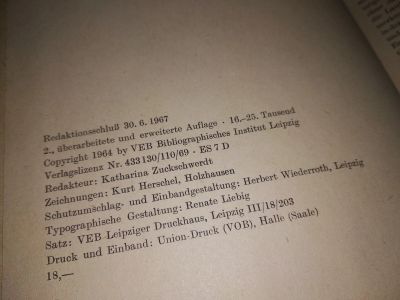 Redaktionsschluß 30. 6. 1967
2., überarbeitete und erweiterte Auflage · 16.–25. Tausend
Copyright 1964 by VEB Bibliographisches Institut Leipzig
Verlagslizenz Nr. 433130/110/69 · ES 7 D
Redakteur: Katharina Zuckschwerdt
Zeichnungen: Kurt Herschel, Holzhausen
Schutzumschlag- und Einbandgestaltung: Herbert Wiederroth, Leipzig
Typographische Gestaltung: Renate Liebig
Satz: VEB Leipziger Druckhaus, Leipzig III/18/203
Druck und Einband: Union-Druck (VOB), Halle (Saale)
18,—